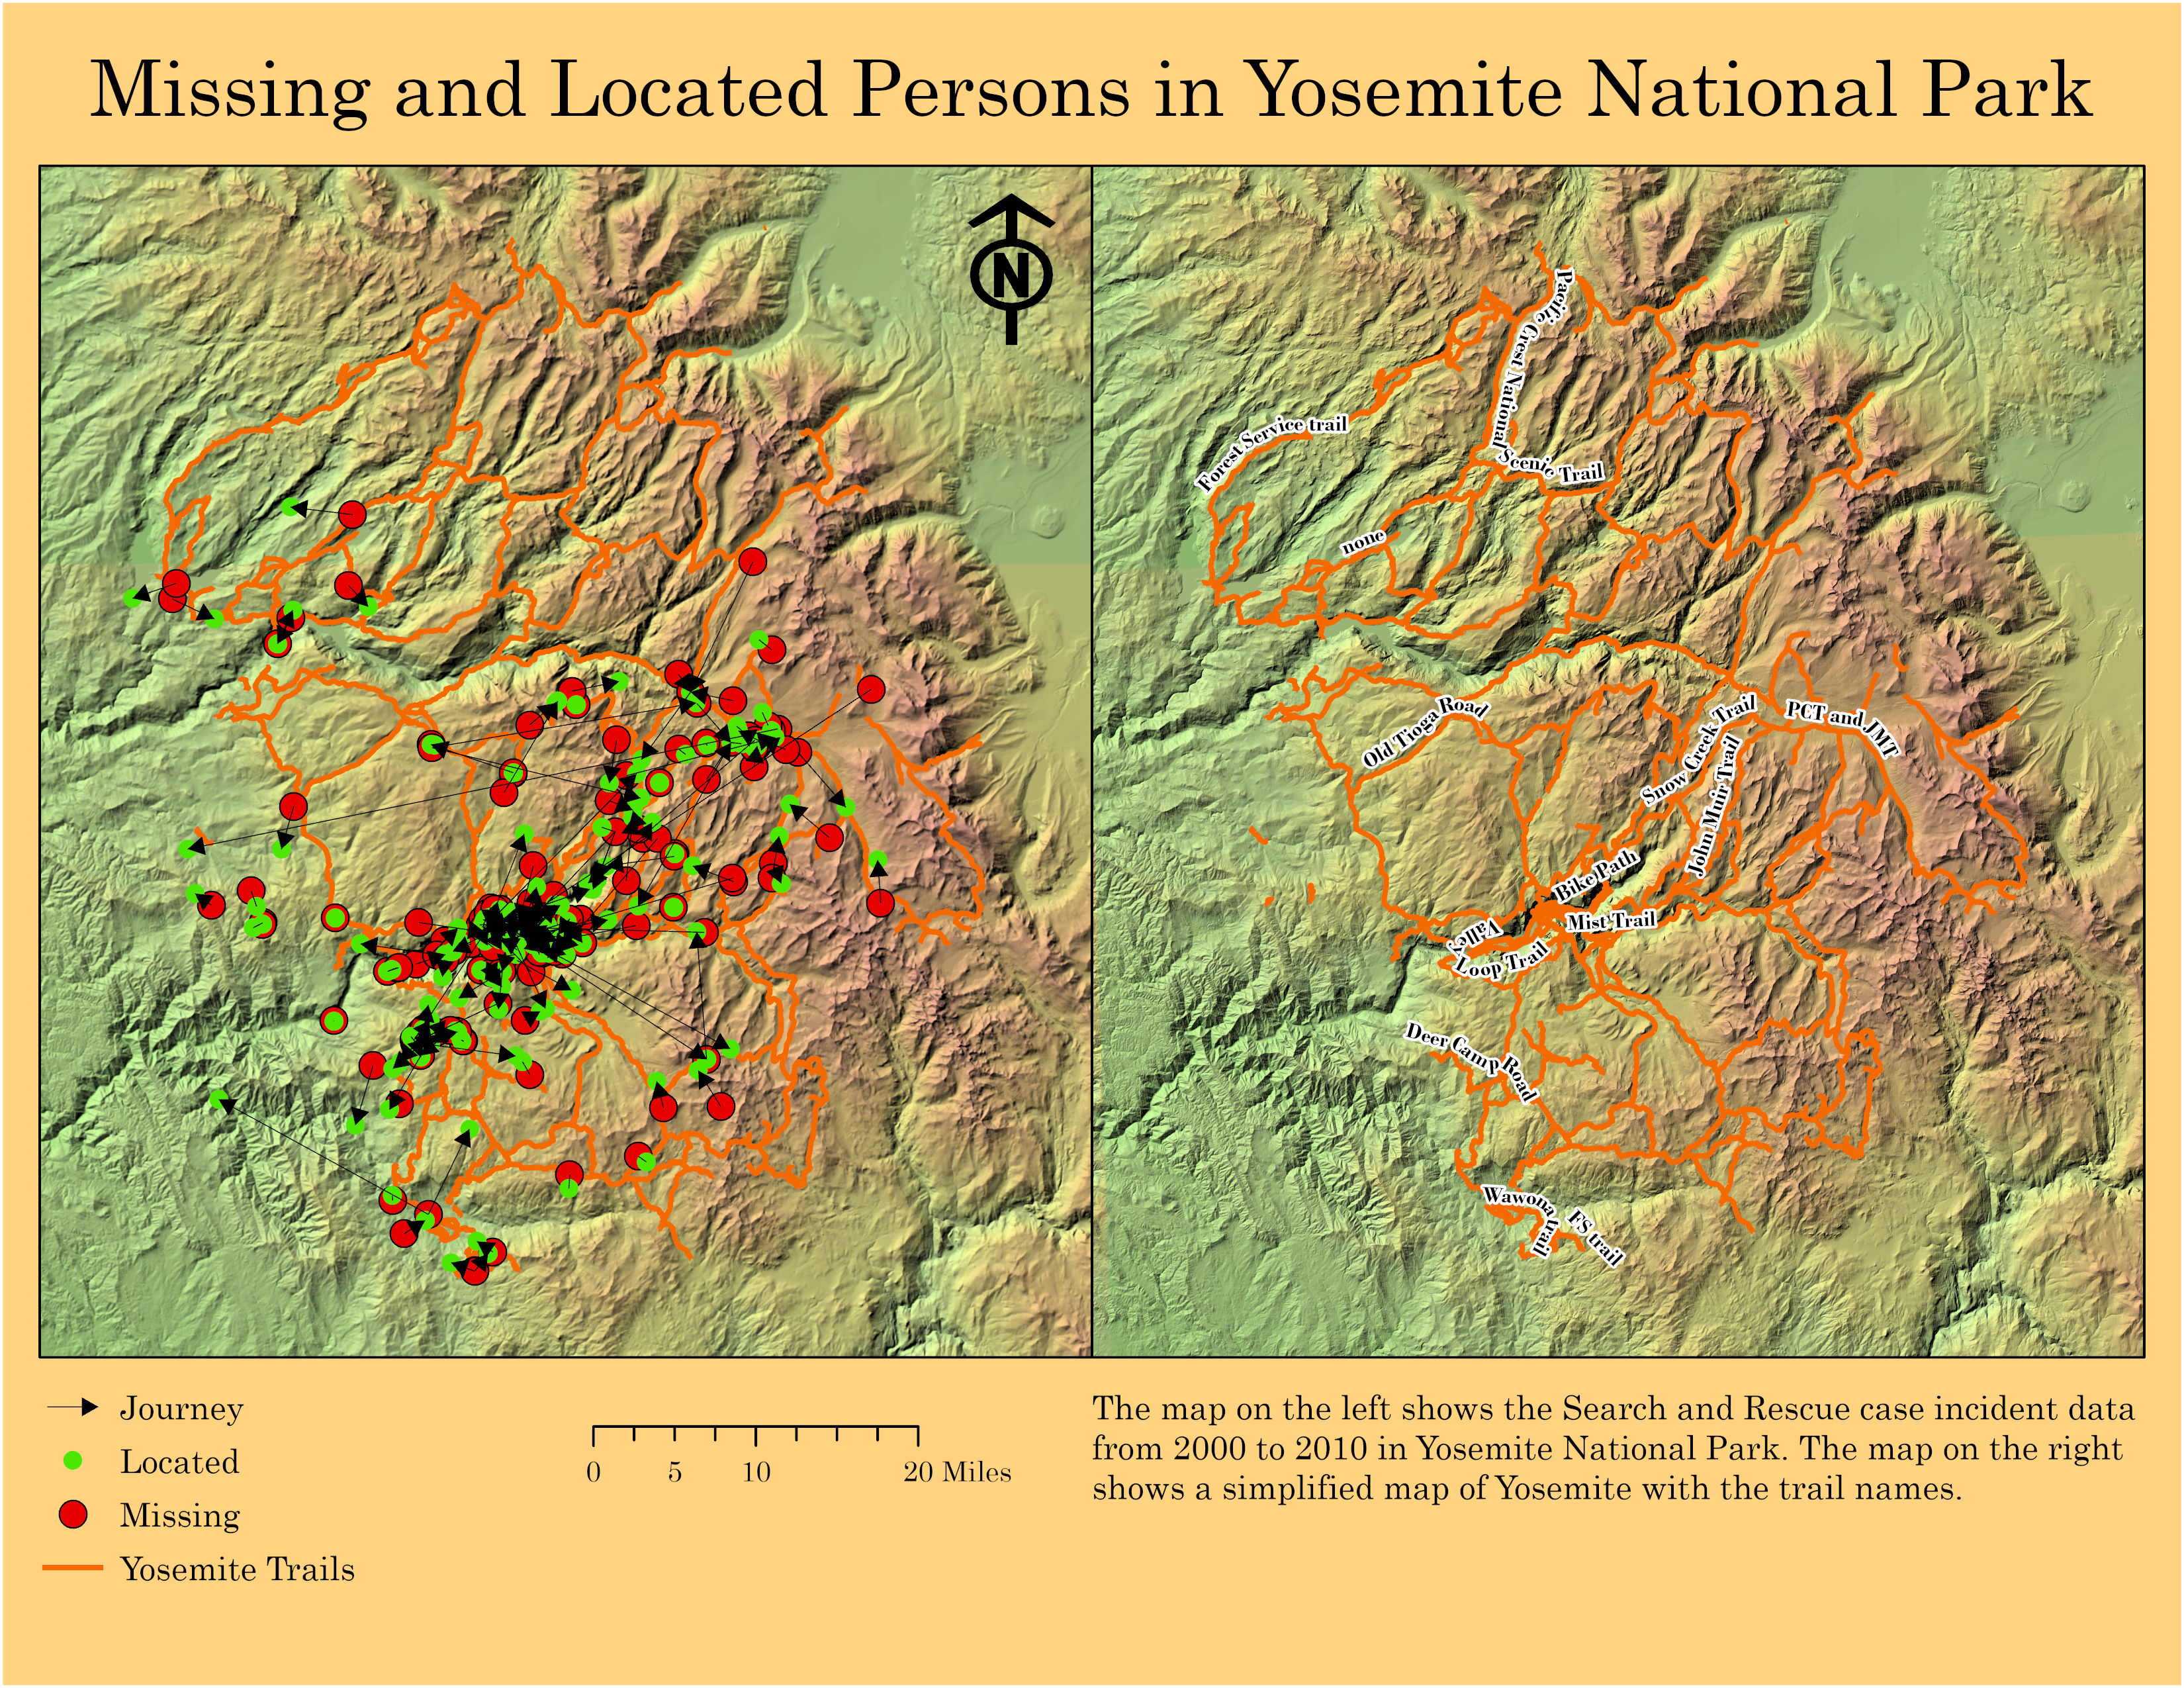 Missing and Located Persons in Yosemite National Park
N
Pacific Crest National Scenic Trail
Forest Service trail
none
Old Tioga Road
PCT and JMT
Snow Creek Trail
John Muir Trail
Bike Path
Mist Trail
Valley Loop Trail
Deer Camp Road
Wawona trail
FS trail
Journey
Located
Missing
Yosemite Trails
0 5 10 20 Miles
The map on the left shows the Search and Rescue case incident data
from 2000 to 2010 in Yosemite National Park. The map on the right
shows a simplified map of Yosemite with the trail names.